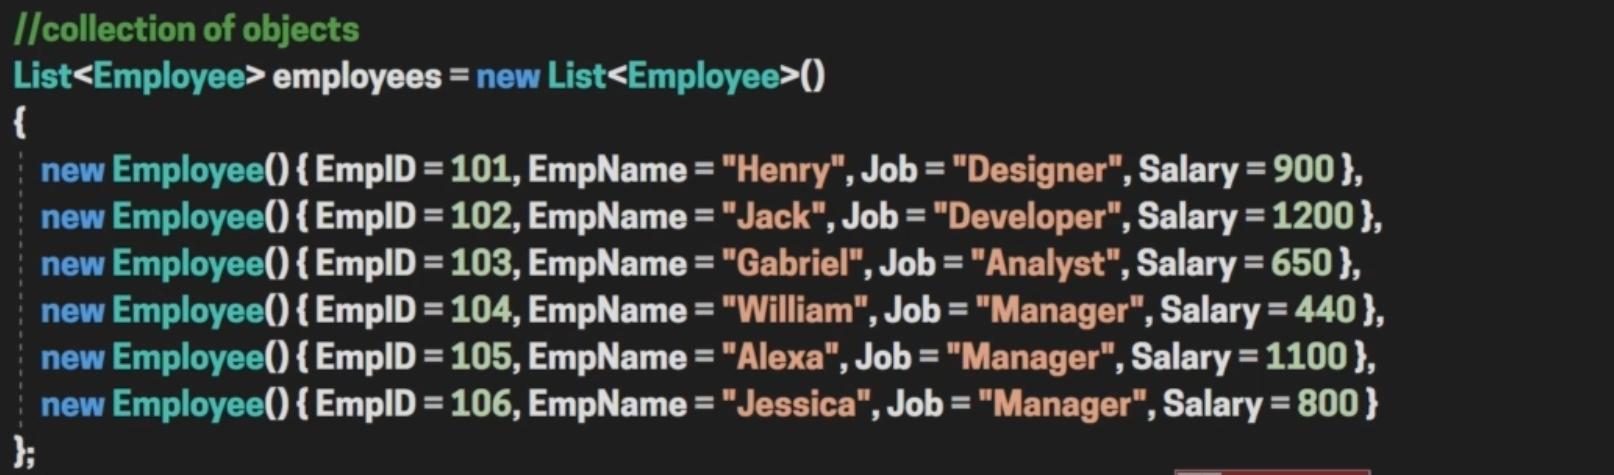 //collection of objects
List<Employee> employees = new List<Employee>()
{
new Employee() { EmpID = 101, EmpName = "Henry", Job = "Designer", Salary = 900 },
new Employee() { EmpID = 102, EmpName = "Jack", Job = "Developer", Salary = 1200 },
new Employee() { EmpID = 103, EmpName = "Gabriel", Job = "Analyst", Salary = 650 },
new Employee() { EmpID = 104, EmpName = "William", Job = "Manager", Salary = 440 },
new Employee() { EmpID = 105, EmpName = "Alexa", Job = "Manager", Salary = 1100 },
new Employee() { EmpID = 106, EmpName = "Jessica", Job = "Manager", Salary = 800 }
};